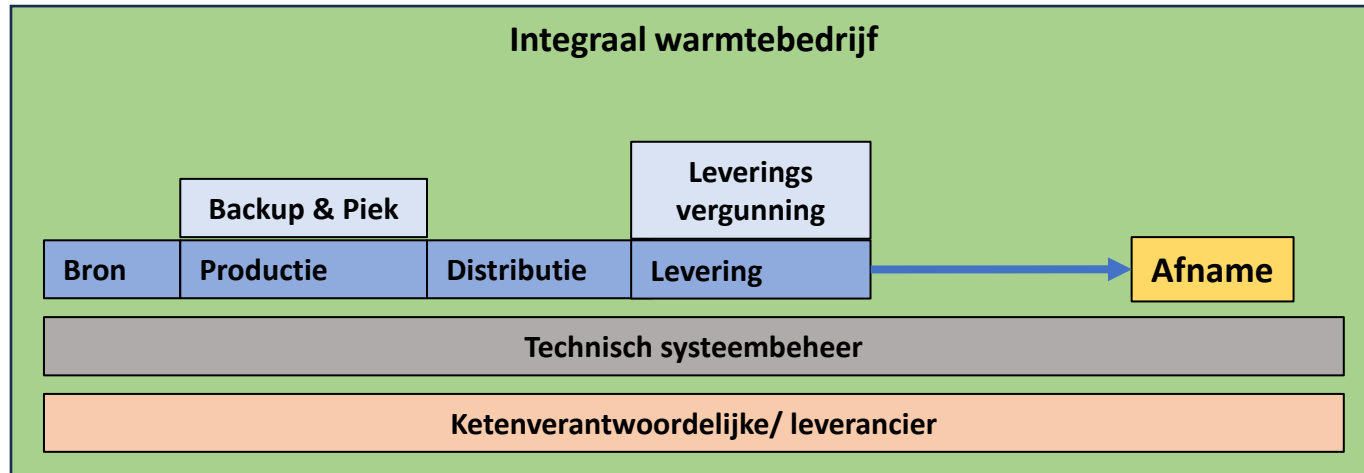 Integraal warmtebedrijf
Leverings
vergunning
Backup & Piek
Bron
Productie
Distributie
Levering
Afname
Technisch systeembeheer
Ketenverantwoordelijke/ leverancier